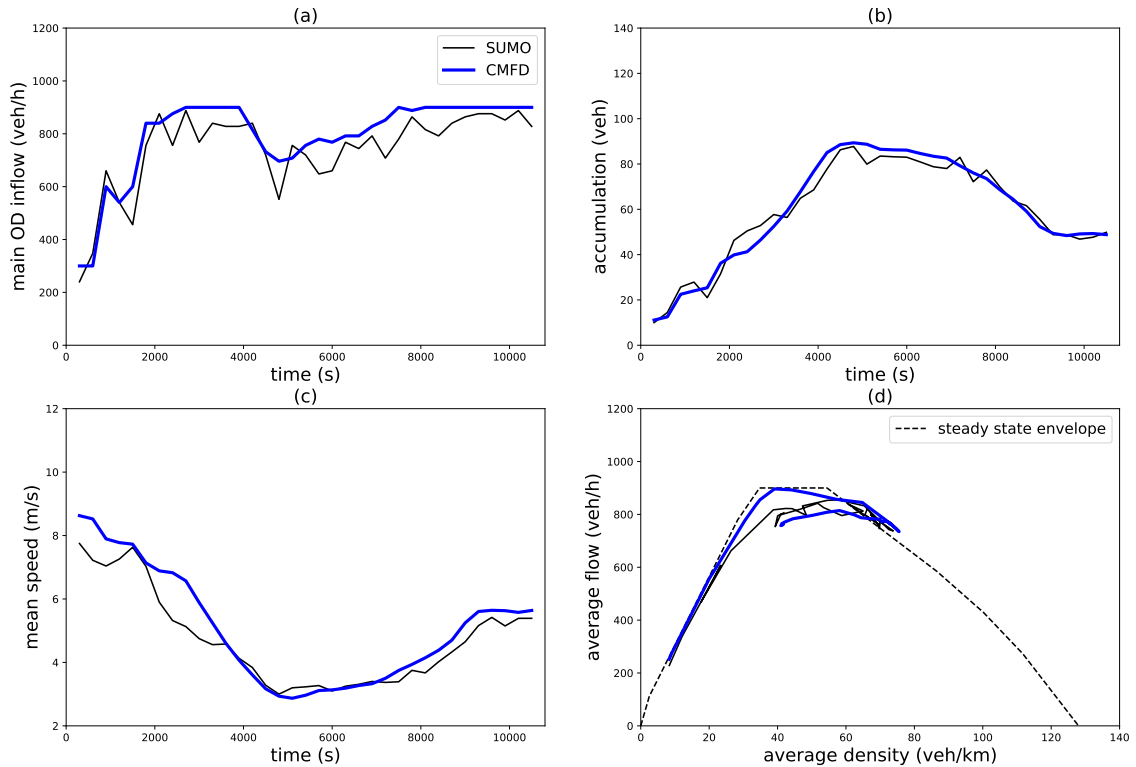 (a)
1200
1000
800
600
400
200
0
main OD inflow (veh/h)
SUMO
CMFD
0 2000 4000 6000 8000 10000
time (s)
(b)
140
120
100
80
60
40
20
0
accumulation (veh)
0 2000 4000 6000 8000 10000
time (s)
(c)
12
10
8
6
4
2
mean speed (m/s)
0 2000 4000 6000 8000 10000
time (s)
(d)
1200
1000
800
600
400
200
0
average flow (veh/h)
steady state envelope
0 20 40 60 80 100 120 140
average density (veh/km)